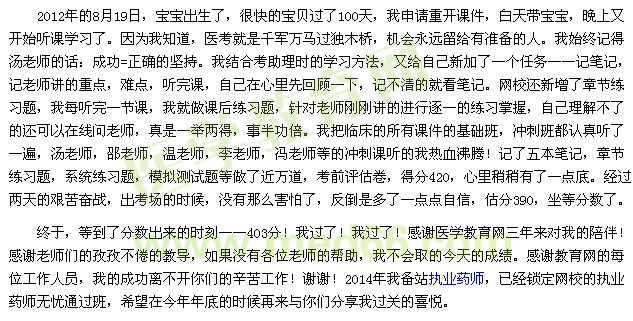 2012年的8月19日，宝宝出生了，很快的宝贝过了100天，我申请重开课件，白天带宝宝，晚上又
开始听课学习了。因为我知道，医考就是千军万马过独木桥，机会永远留给有准备的人。我始终记得
汤老师的话：成功=正确的坚持。我结合考助理时的学习方法，又给自己新加了一个任务——记笔记，
记老师讲的重点，难点，听完课，自己在心里先回顾一下，记不清的就看笔记。网校还新增了章节练
习题，我每听完一节课，我就做课后练习题，针对老师刚刚讲的进行逐一的练习掌握，自己理解不了
的还可以在线问老师，真是一举两得，事半功倍。我把临床的所有课件的基础班，冲刺班都认真听了
一遍，汤老师，邵老师，温老师，李老师，冯老师等的冲刺课听的我热血沸腾！记了五本笔记，章节
练习题，系统练习题，模拟测试题等做了近万道，考前评估卷，得分420，心里稍稍有了一点底。经过
两天的艰苦奋战，出考场的时候，没有那么害怕了，反倒是多了一点点自信，估分390，坐等分数了。
终于，等到了分数出来的时刻——403分！我过了！我过了！感谢医学教育网三年来对我的陪伴！
感谢老师们的孜孜不倦的教导，如果没有各位老师的帮助，我不会取的今天的成绩。感谢教育网的每
位工作人员，我的成功离不开你们的辛苦工作！谢谢！2014年我备站执业药师，已经锁定网校的执业
药师无忧通过班，希望在今年年底的时候再来与你们分享我过关的喜悦。
医学教育网
www.med66.com